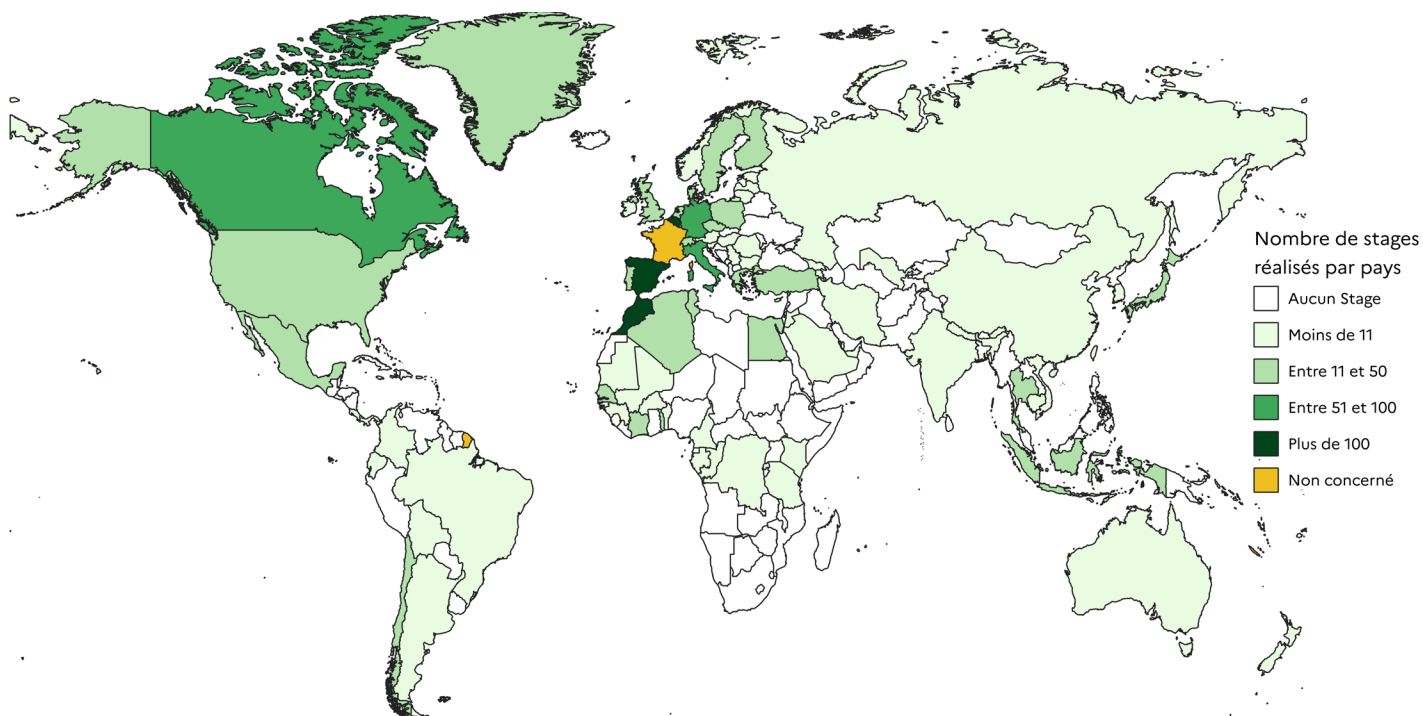 Nombre de stages
réalisés par pays
Aucun Stage
Moins de 11
Entre 11 et 50
Entre 51 et 100
Plus de 100
Non concerné